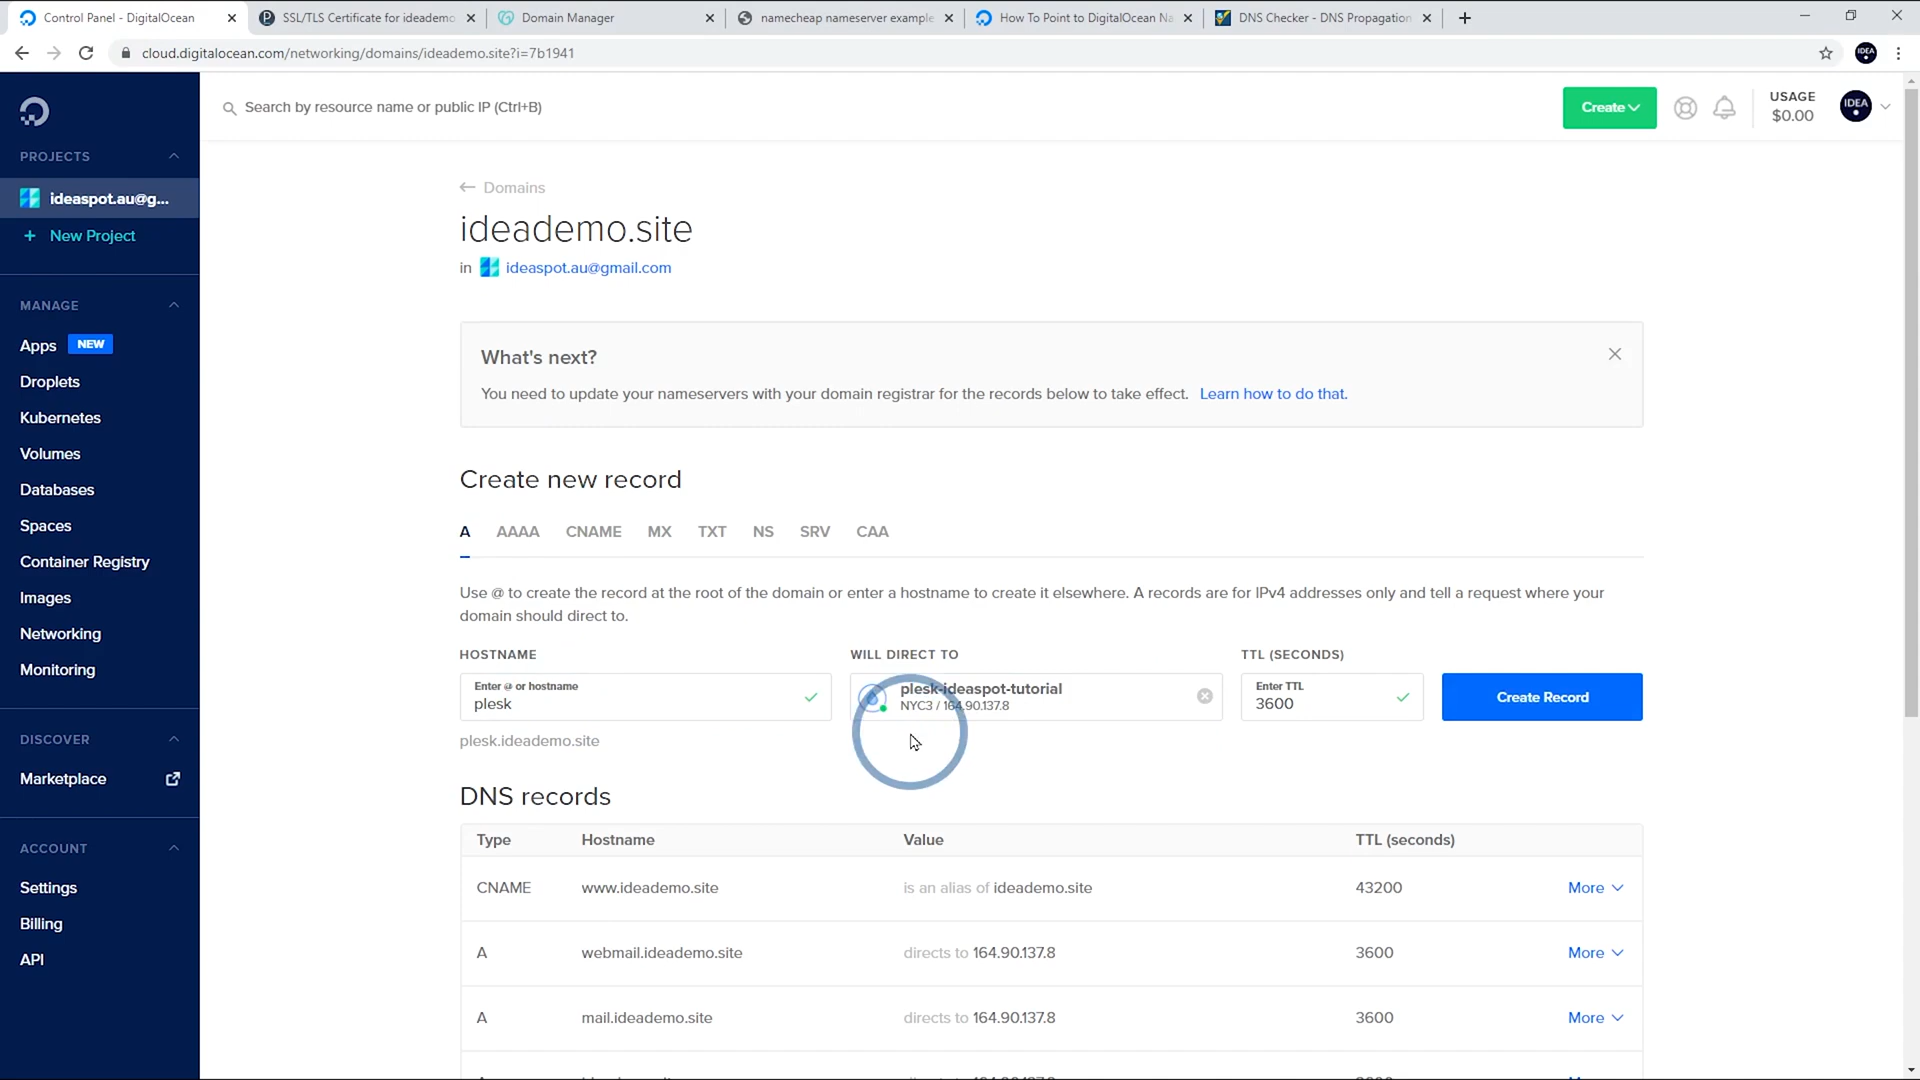 Control Panel - DigitalOcean
SSL/TLS Certificate for ideademo
Domain Manager
namecheap nameserver example
How To Point to DigitalOcean Na
DNS Checker - DNS Propagation
cloud.digitalocean.com/networking/domains/ideademo.site?i=7b1941
IDEA
Search by resource name or public IP (Ctrl+B)
Create
USAGE
$0.00
IDEA
PROJECTS
ideaspot.au@g...
+ New Project
MANAGE
Apps NEW
Droplets
Kubernetes
Volumes
Databases
Spaces
Container Registry
Images
Networking
Monitoring
DISCOVER
Marketplace
ACCOUNT
Settings
Billing
API
← Domains
ideademo.site
in ideaspot.au@gmail.com
What's next?
You need to update your nameservers with your domain registrar for the records below to take effect. Learn how to do that.
Create new record
A AAAA CNAME MX TXT NS SRV CAA
Use @ to create the record at the root of the domain or enter a hostname to create it elsewhere. A records are for IPv4 addresses only and tell a request where your
domain should direct to.
HOSTNAME WILL DIRECT TO TTL (SECONDS)
Enter @ or hostname
plesk
plesk-ideaspot-tutorial
NYC3 / 164.90.137.8
Enter TTL
3600
Create Record
plesk.ideademo.site
DNS records
Type Hostname Value TTL (seconds)
CNAME www.ideademo.site is an alias of ideademo.site 43200 More
A webmail.ideademo.site directs to 164.90.137.8 3600 More
A mail.ideademo.site directs to 164.90.137.8 3600 More